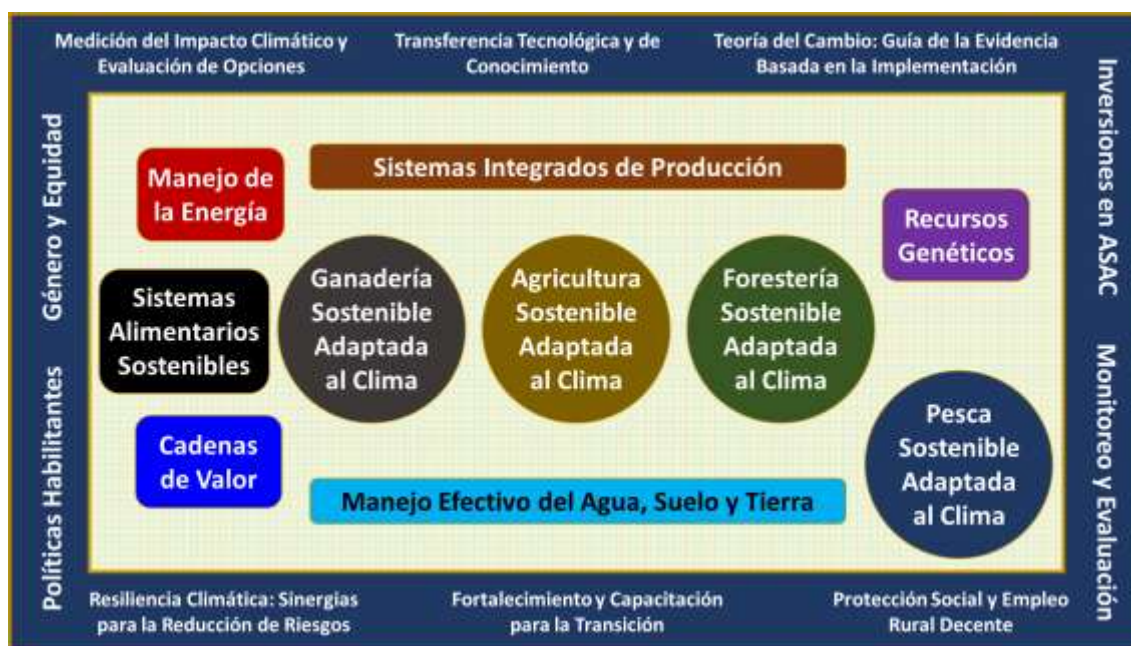 Medición del Impacto Climático y
Evaluación de Opciones
Transferencia Tecnológica y de
Conocimiento
Teoría del Cambio: Guía de la Evidencia
Basada en la Implementación
Género y Equidad
Políticas Habilitantes
Manejo de
la Energía
Sistemas
Alimentarios
Sostenibles
Cadenas
de Valor
Sistemas Integrados de Producción
Ganadería
Sostenible
Adaptada
al Clima
Agricultura
Sostenible
Adaptada
al Clima
Forestería
Sostenible
Adaptada
al Clima
Manejo Efectivo del Agua, Suelo y Tierra
Recursos
Genéticos
Pesca
Sostenible
Adaptada
al Clima
Inversiones en ASAC
Monitoreo y Evaluación
Resiliencia Climática: Sinergias
para la Reducción de Riesgos
Fortalecimiento y Capacitación
para la Transición
Protección Social y Empleo
Rural Decente